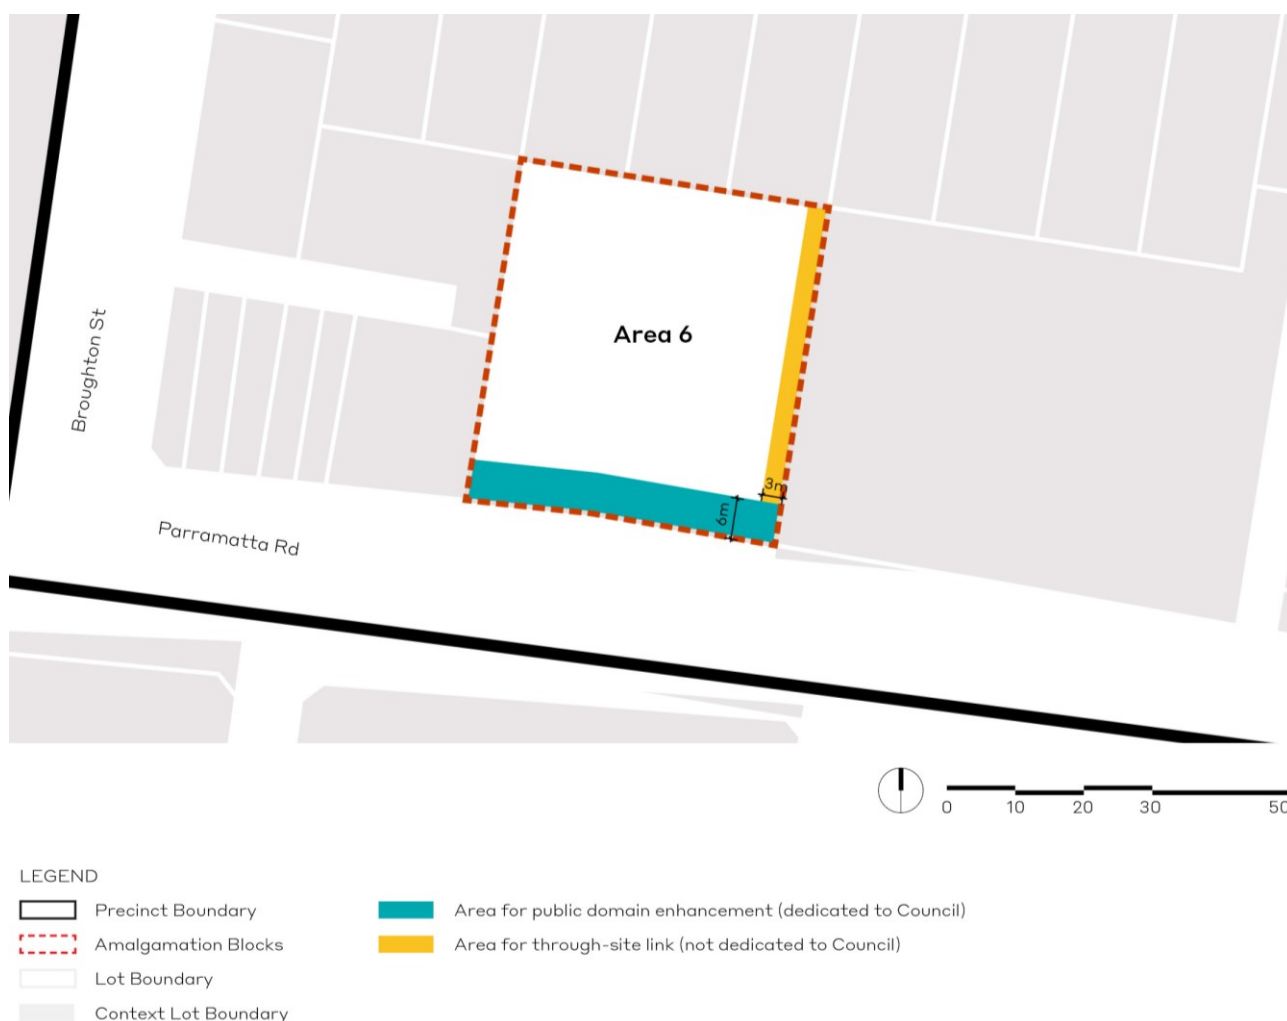 Area 6
Broughton St
3m
6m
Parramatta Rd
0 10 20 30 50
LEGEND
Precinct Boundary
Area for public domain enhancement (dedicated to Council)
Amalgamation Blocks
Area for through-site link (not dedicated to Council)
Lot Boundary
Context Lot Boundary